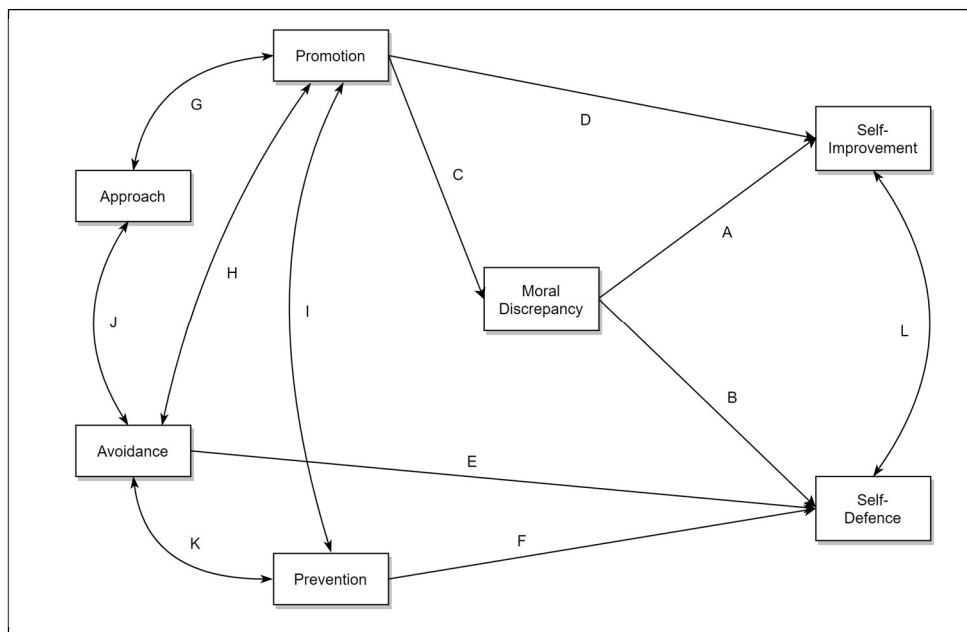 Promotion
G
D
Self-
Improvement
C
Approach
A
H
Moral
Discrepancy
I
J
L
B
Avoidance
E
Self-
Defence
F
K
Prevention